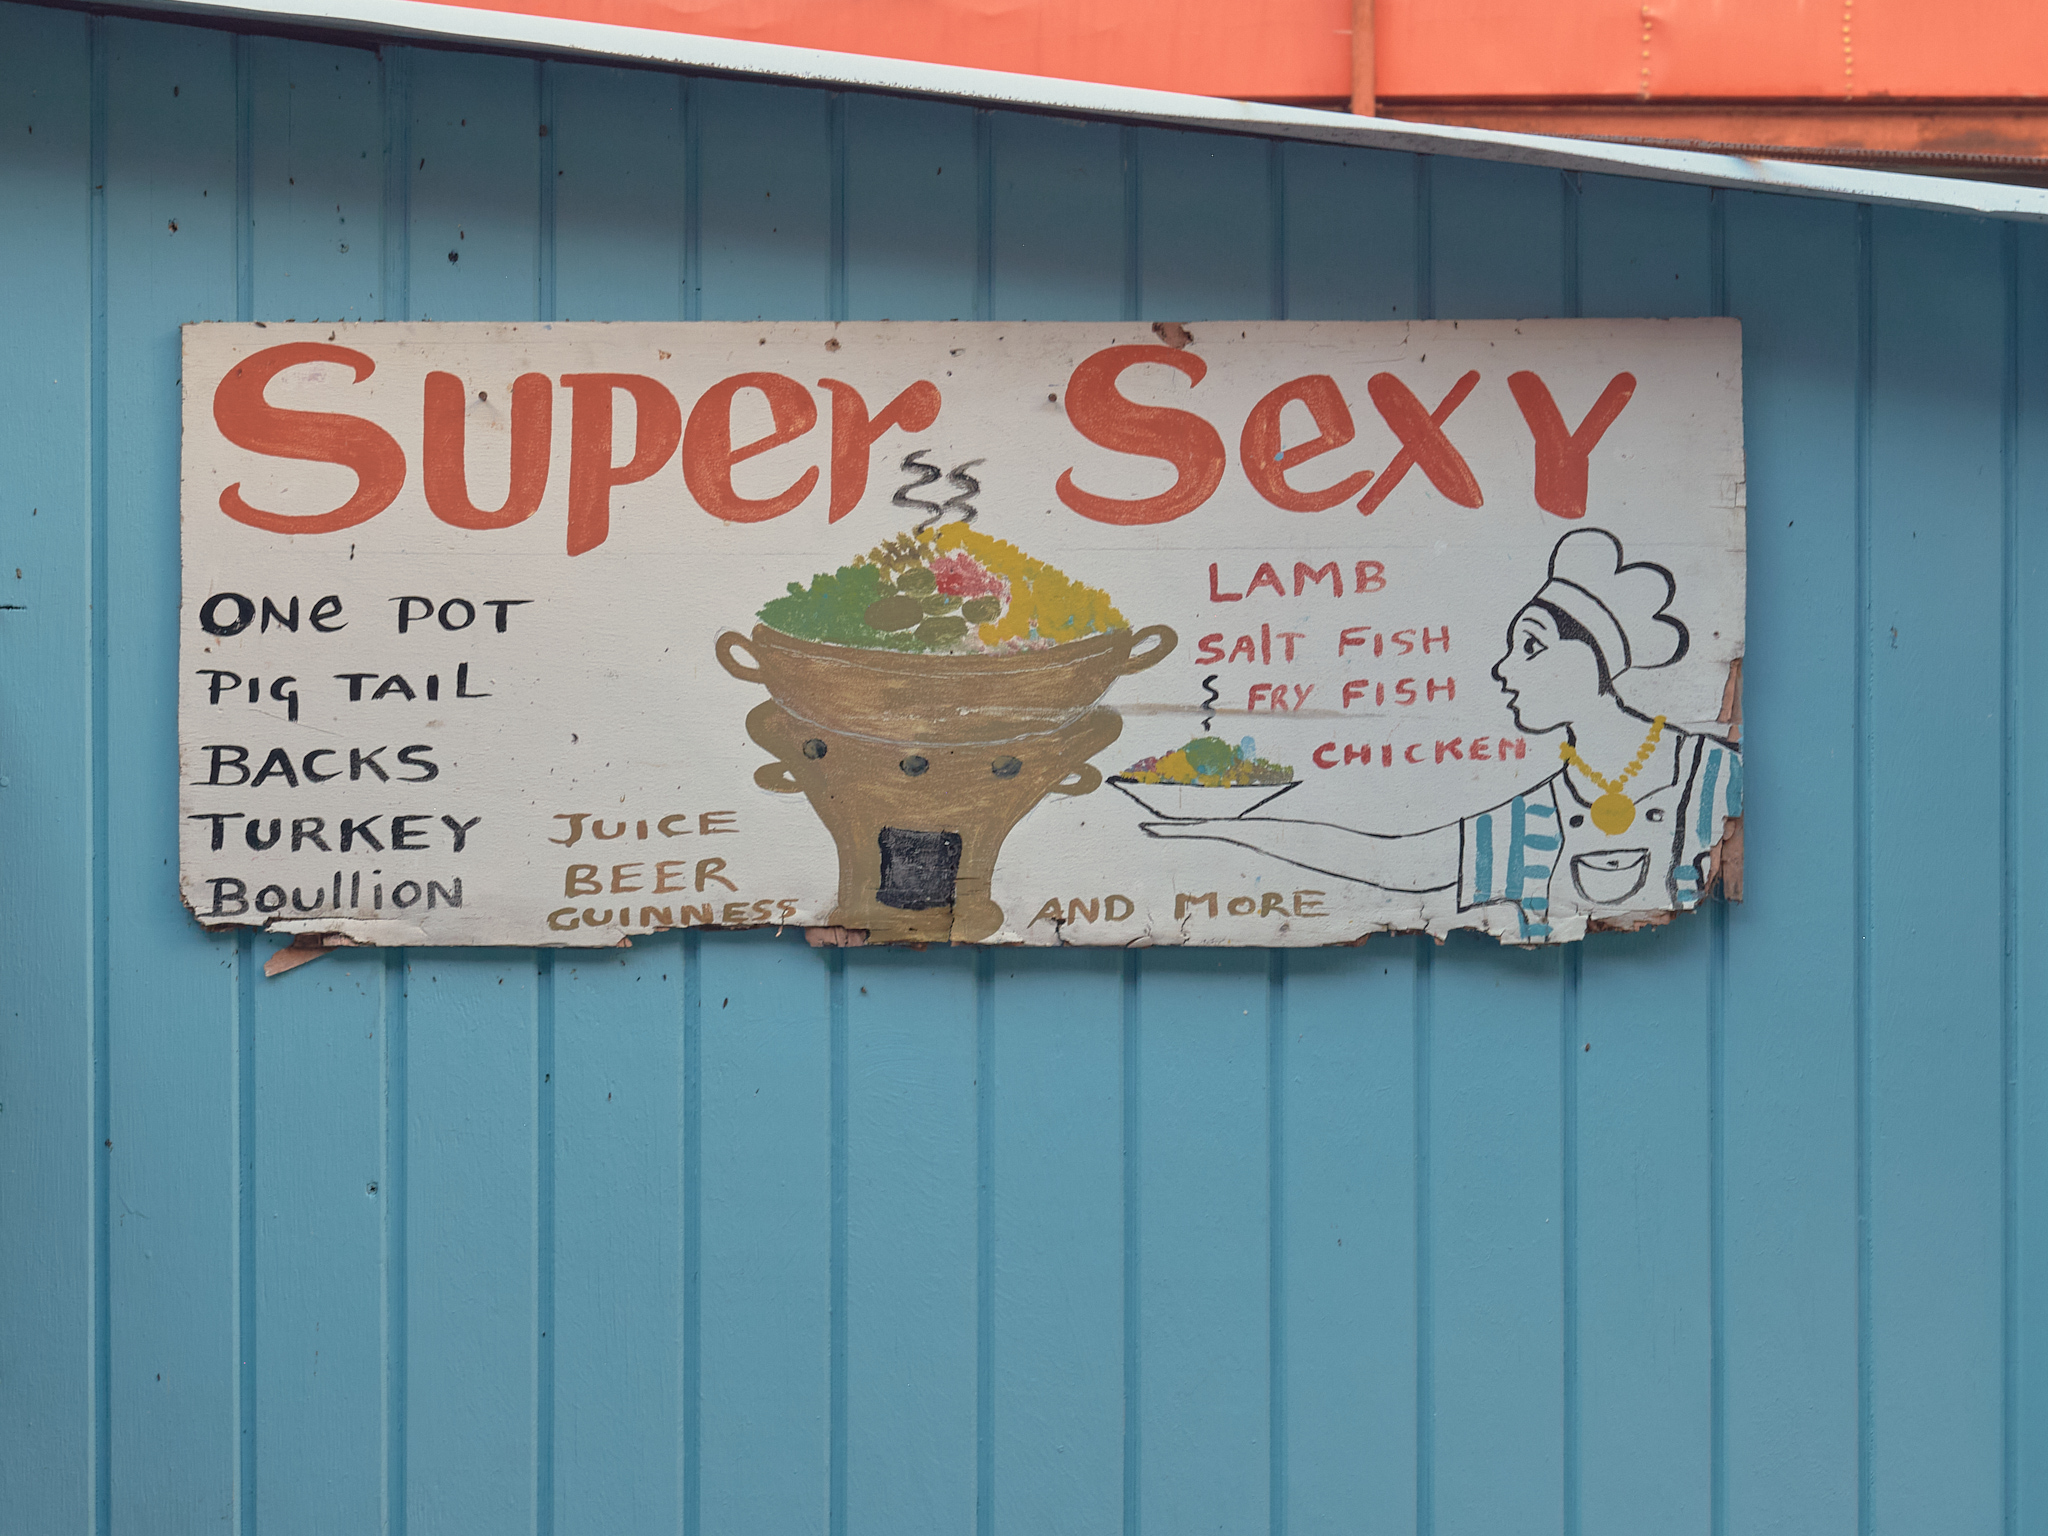 Super Sexy
ONe POT
PIg TAIL
BACKS
TURKEY
BoullioN
JUICE
BEER
GUINNESS
LAMB
SAlT FISH
FRY FISH
CHICKEN
AND MORE